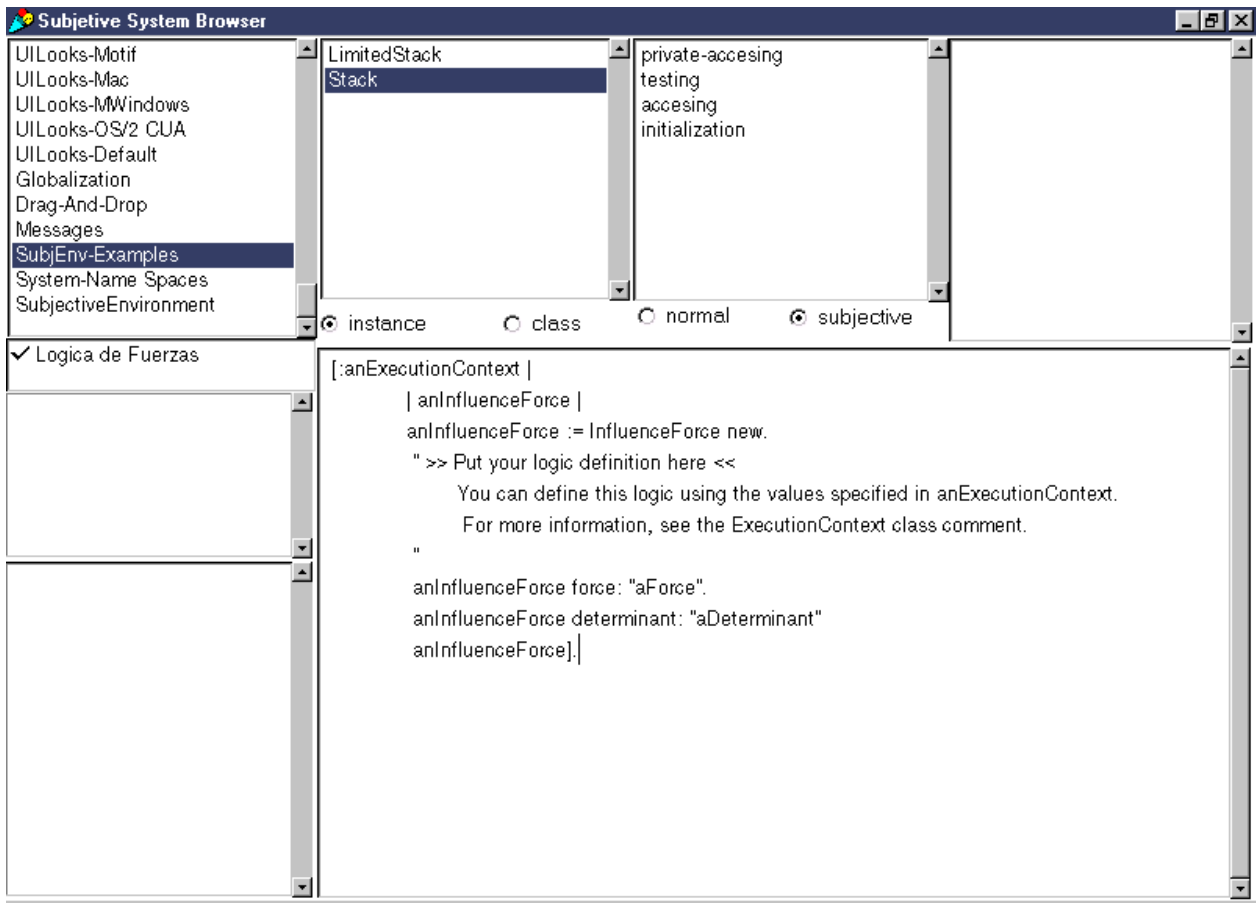 Subjetive System Browser
UILooks-Motif
UILooks-Mac
UILooks-MWindows
UILooks-OS/2 CUA
UILooks-Default
Globalization
Drag-And-Drop
Messages
SubjEnv-Examples
System-Name Spaces
SubjectiveEnvironment
LimitedStack
Stack
instance
class
private-accesing
testing
accesing
initialization
normal
subjective
Logica de Fuerzas
[:anExecutionContext |
| anInfluenceForce |
anInfluenceForce := InfluenceForce new.
" >> Put your logic definition here <<
You can define this logic using the values specified in anExecutionContext.
For more information, see the ExecutionContext class comment.
"
anInfluenceForce force: "aForce".
anInfluenceForce determinant: "aDeterminant"
anInfluenceForce].